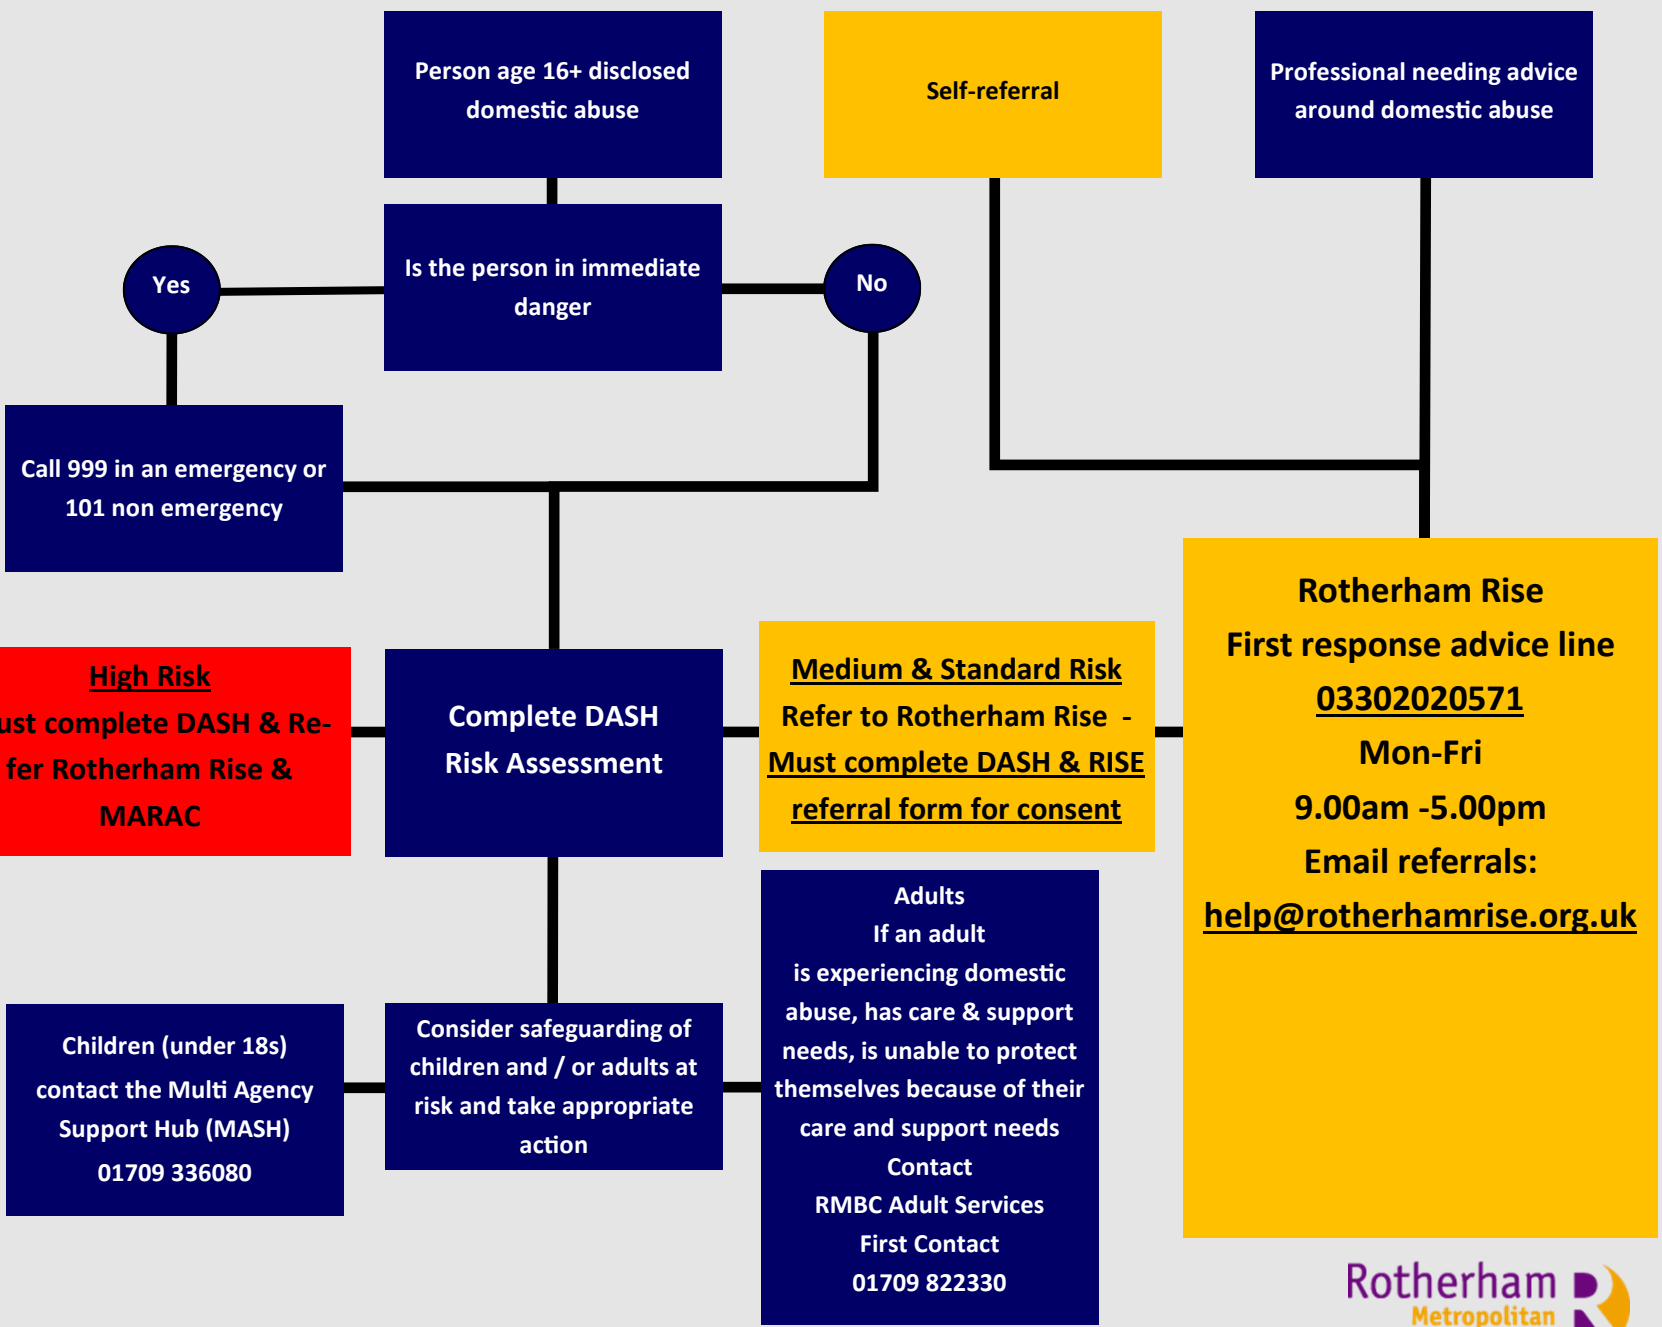 Person age 16+ disclosed
domestic abuse
Self-referral
Professional needing advice
around domestic abuse
Yes
Is the person in immediate
danger
No
Call 999 in an emergency or
101 non emergency
High Risk
ust complete DASH & Re-
fer Rotherham Rise &
MARAC
Complete DASH
Risk Assessment
Medium & Standard Risk
Refer to Rotherham Rise -
Must complete DASH & RISE
referral form for consent
Rotherham Rise
First response advice line
03302020571
Mon-Fri
9.00am -5.00pm
Email referrals:
help@rotherhamrise.org.uk
Children (under 18s)
contact the Multi Agency
Support Hub (MASH)
01709 336080
Consider safeguarding of
children and / or adults at
risk and take appropriate
action
Adults
If an adult
is experiencing domestic
abuse, has care & support
needs, is unable to protect
themselves because of their
care and support needs
Contact
RMBC Adult Services
First Contact
01709 822330
Rotherham
Metropolitan